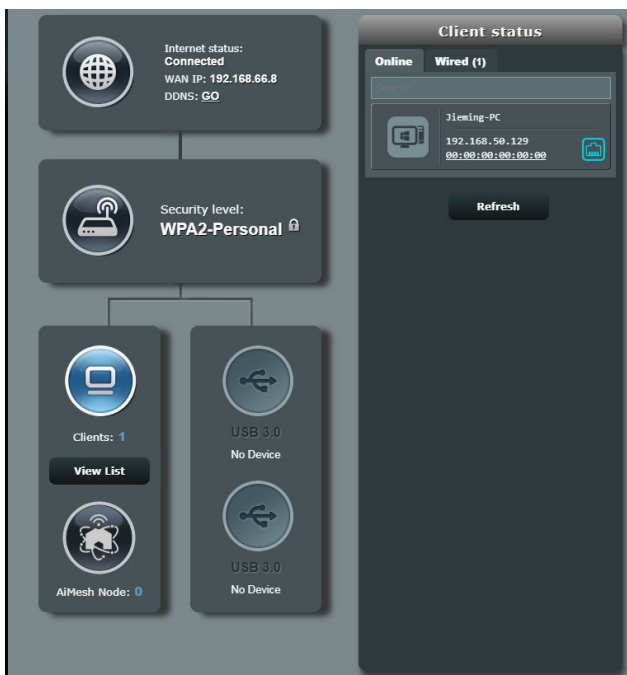 Internet status:
Connected
WAN IP: 192.168.66.8
DDNS: GO
Security level:
WPA2-Personal
Clients: 1
View List
AiMesh Node: 0
USB 3.0
No Device
USB 3.0
No Device
Client status
Online Wired (1)
Search
Jieming-PC
192.168.50.129
00:00:00:00:00:00
Refresh